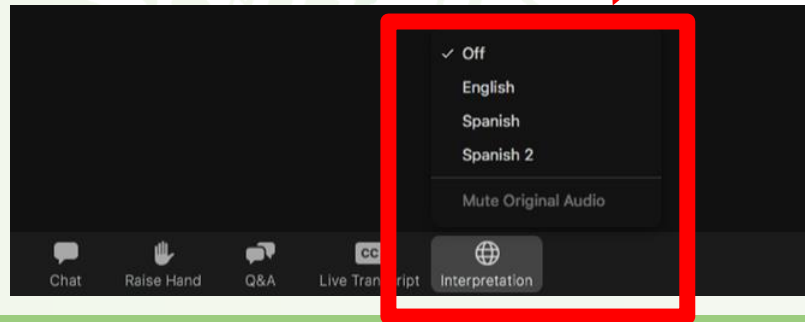 ✓ Off
English
Spanish
Spanish 2
Mute Original Audio
CC
Chat Raise Hand Q&A Live Transcript Interpretation